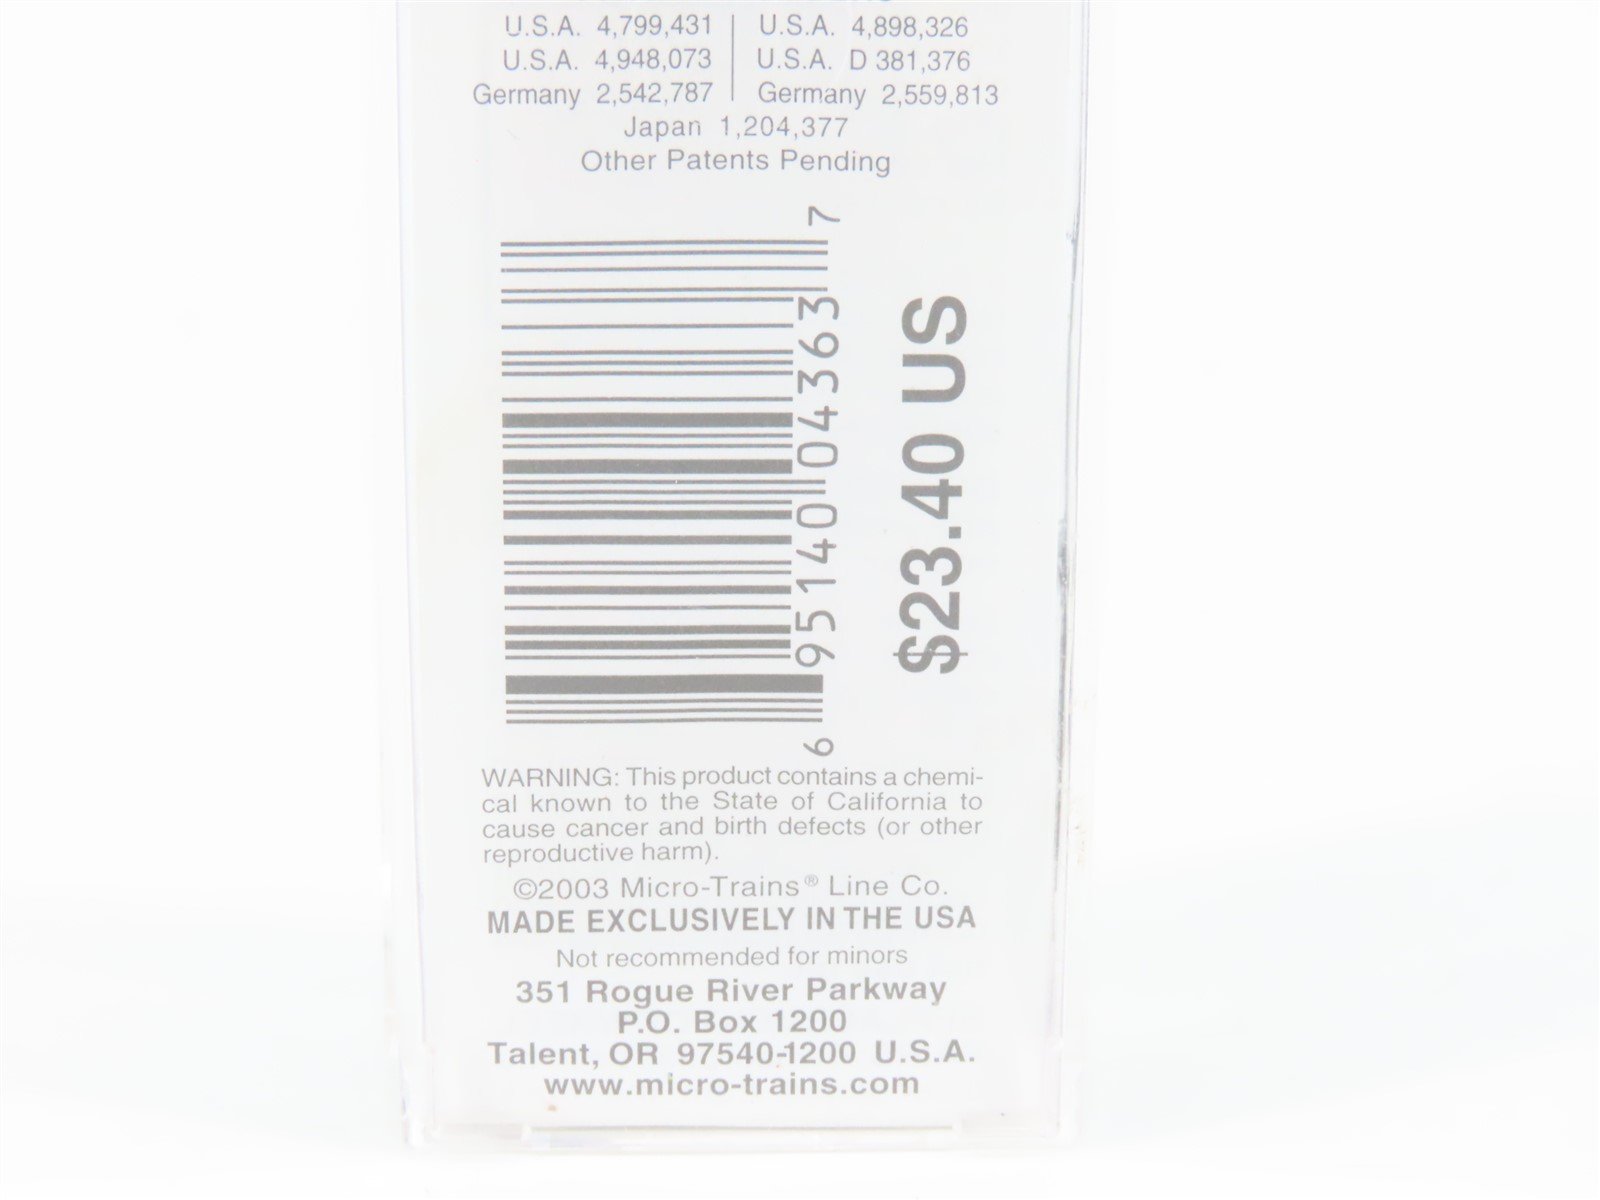 U.S.A. 4,799,431 | U.S.A. 4,898,326
U.S.A. 4,948,073 | U.S.A. D 381,376
Germany 2,542,787 | Germany 2,559,813
Japan 1,204,377
Other Patents Pending
6 95140 04363 7
$23.40 US
WARNING: This product contains a chemi-
cal known to the State of California to
cause cancer and birth defects (or other
reproductive harm).
©2003 Micro-Trains® Line Co.
MADE EXCLUSIVELY IN THE USA
Not recommended for minors
351 Rogue River Parkway
P.O. Box 1200
Talent, OR 97540-1200 U.S.A.
www.micro-trains.com